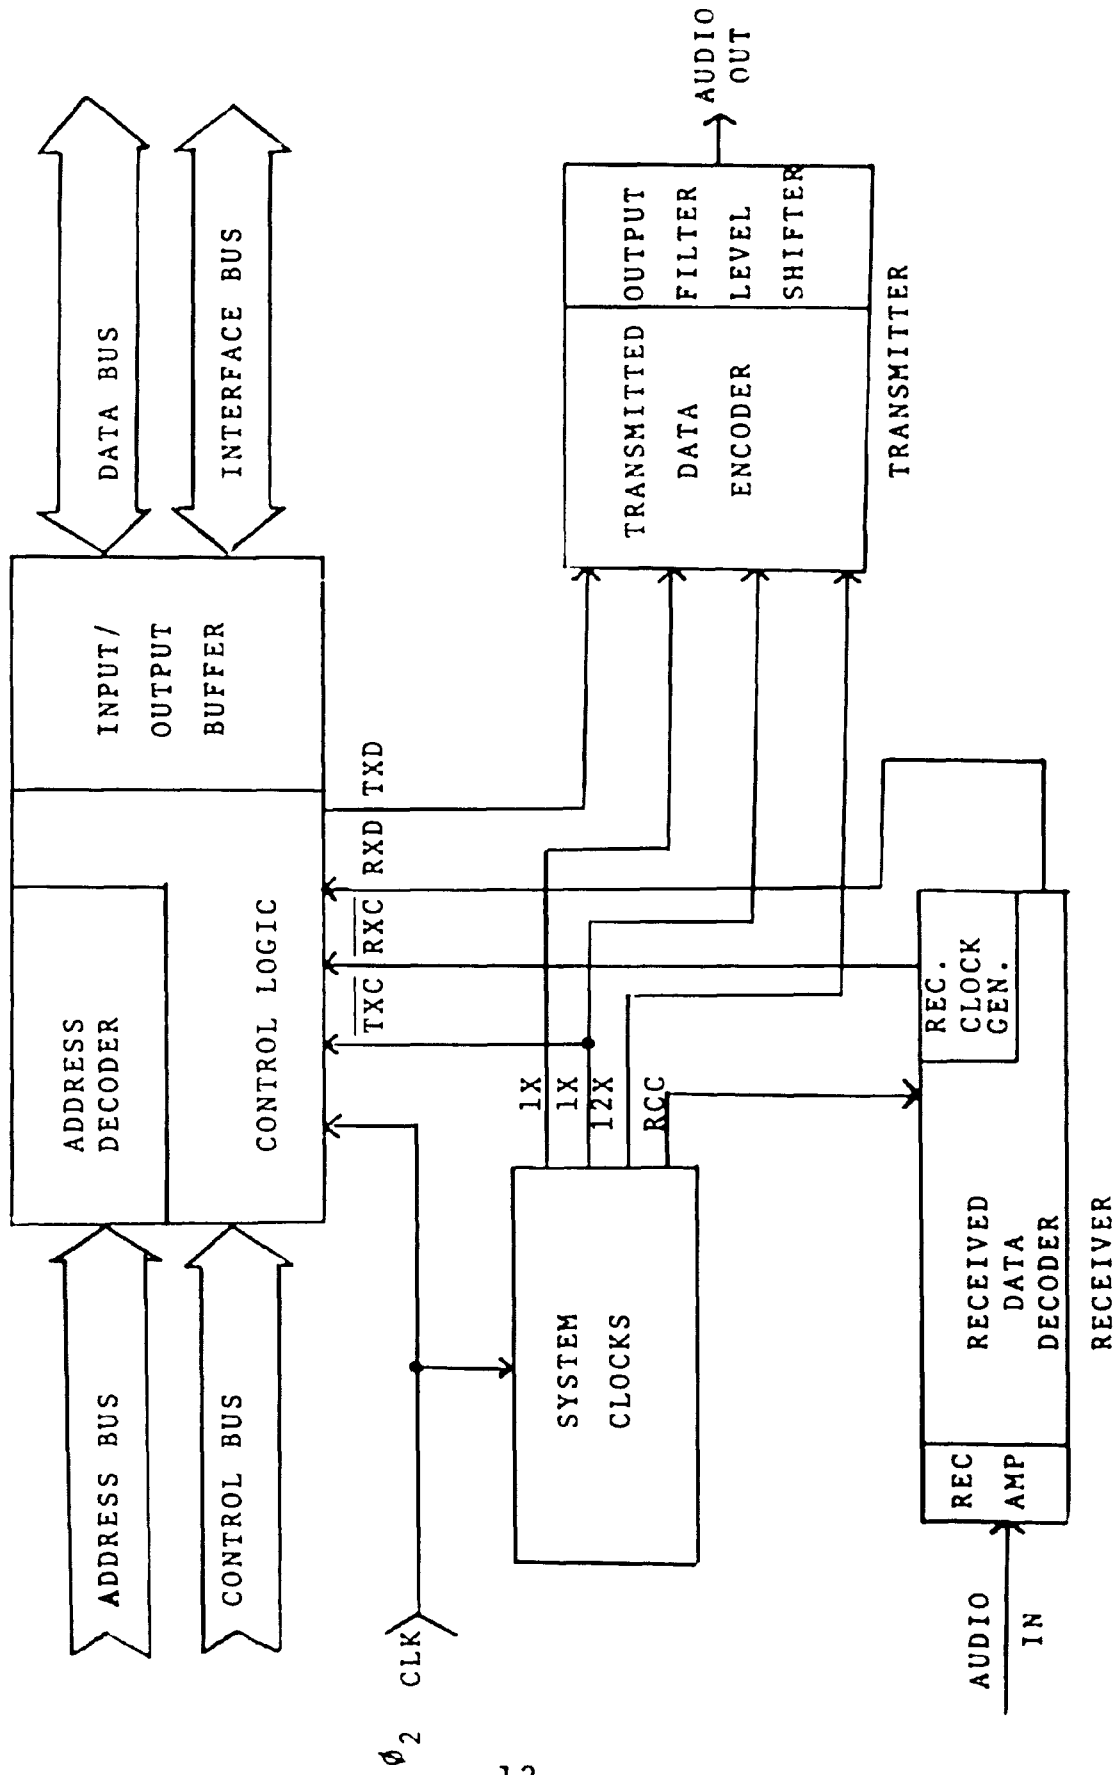 ADDRESS BUS
CONTROL BUS
ADDRESS
DECODER
CONTROL LOGIC
INPUT/
OUTPUT
BUFFER
DATA BUS
INTERFACE BUS
ø2 CLK
TXC
RXC
RXD
TXD
SYSTEM
CLOCKS
1X
1X
12X
RCC
TRANSMITTED
DATA
ENCODER
OUTPUT
FILTER
LEVEL
SHIFTER
TRANSMITTER
AUDIO
OUT
AUDIO
IN
REC
AMP
RECEIVED
DATA
DECODER
REC.
CLOCK
GEN.
RECEIVER